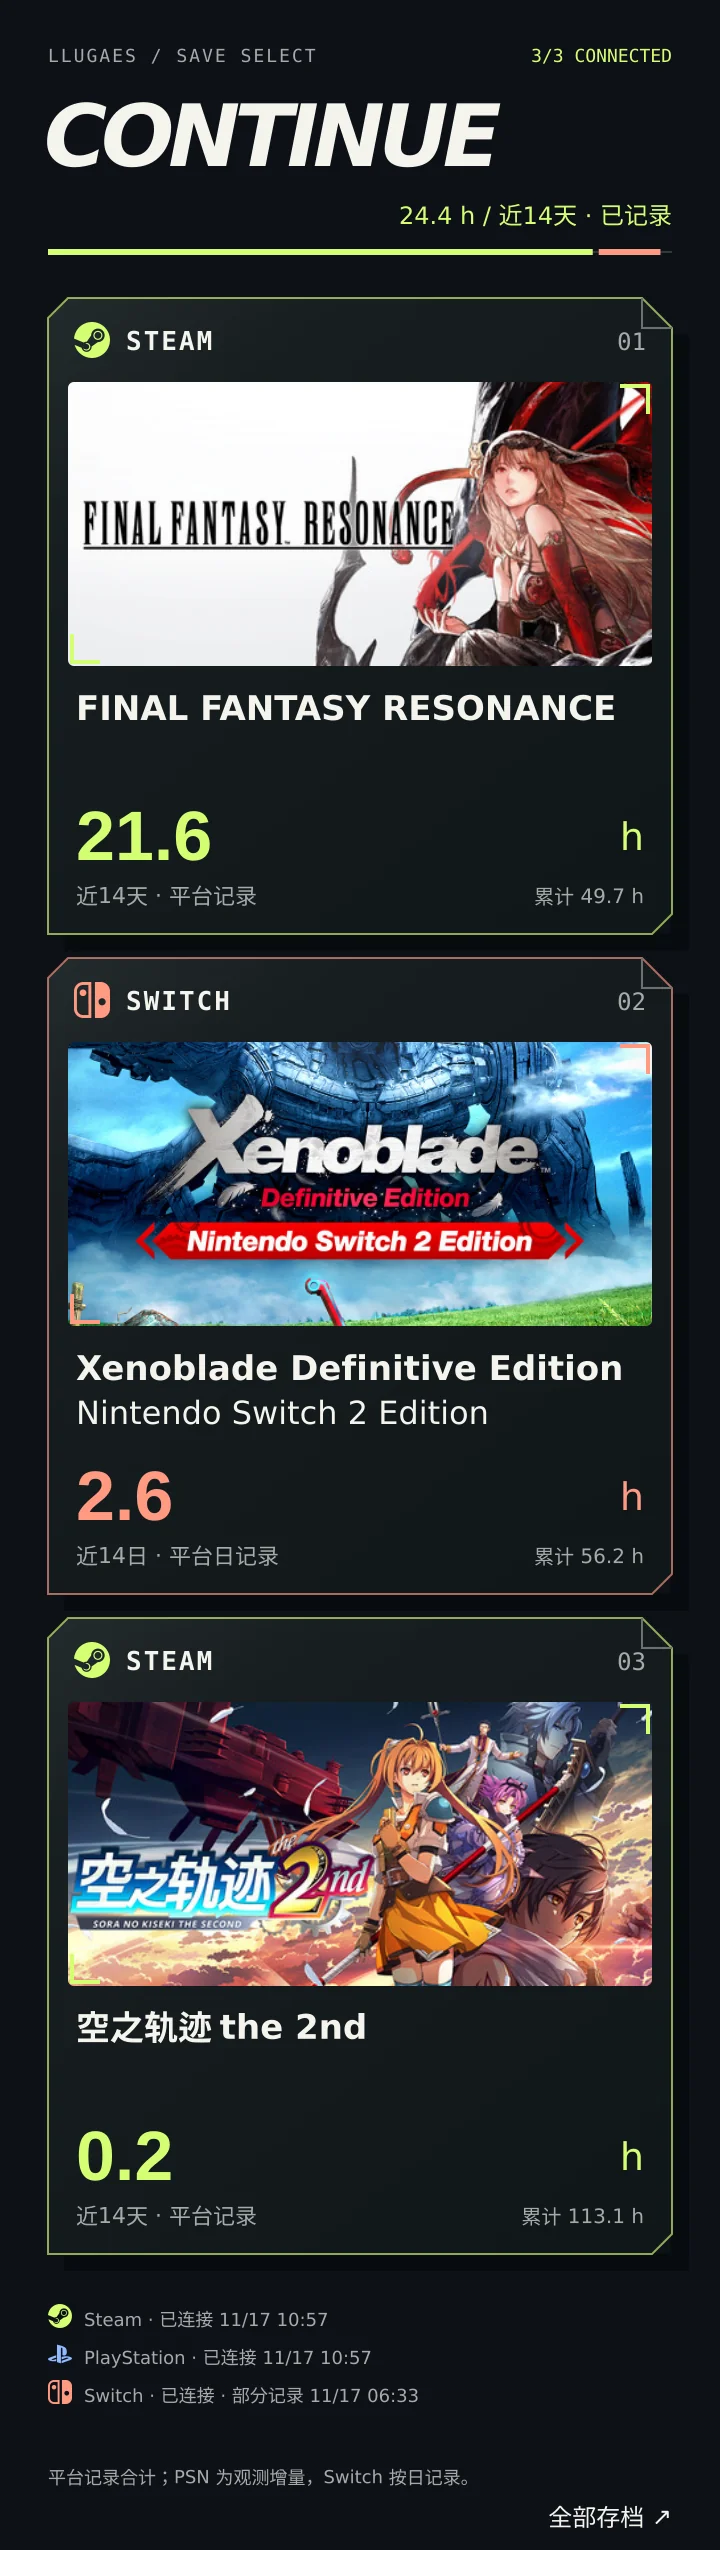 LLUGAES / SAVE SELECT
3/3 CONNECTED
CONTINUE
24.4 h / 近14天 · 已记录
STEAM
01
FINAL FANTASY™ RESONANCE
FINAL FANTASY RESONANCE
21.6
h
近14天 · 平台记录
累计 49.7 h
SWITCH
02
Xenoblade™
Definitive Edition
Nintendo Switch 2 Edition
Xenoblade Definitive Edition
Nintendo Switch 2 Edition
2.6
h
近14日 · 平台日记录
累计 56.2 h
STEAM
03
空之轨迹 the 2nd
SORA NO KISEKI THE SECOND
空之轨迹 the 2nd
0.2
h
近14天 · 平台记录
累计 113.1 h
Steam · 已连接 11/17 10:57
PlayStation · 已连接 11/17 10:57
Switch · 已连接 · 部分记录 11/17 06:33
平台记录合计；PSN 为观测增量，Switch 按日记录。
全部存档 ↗